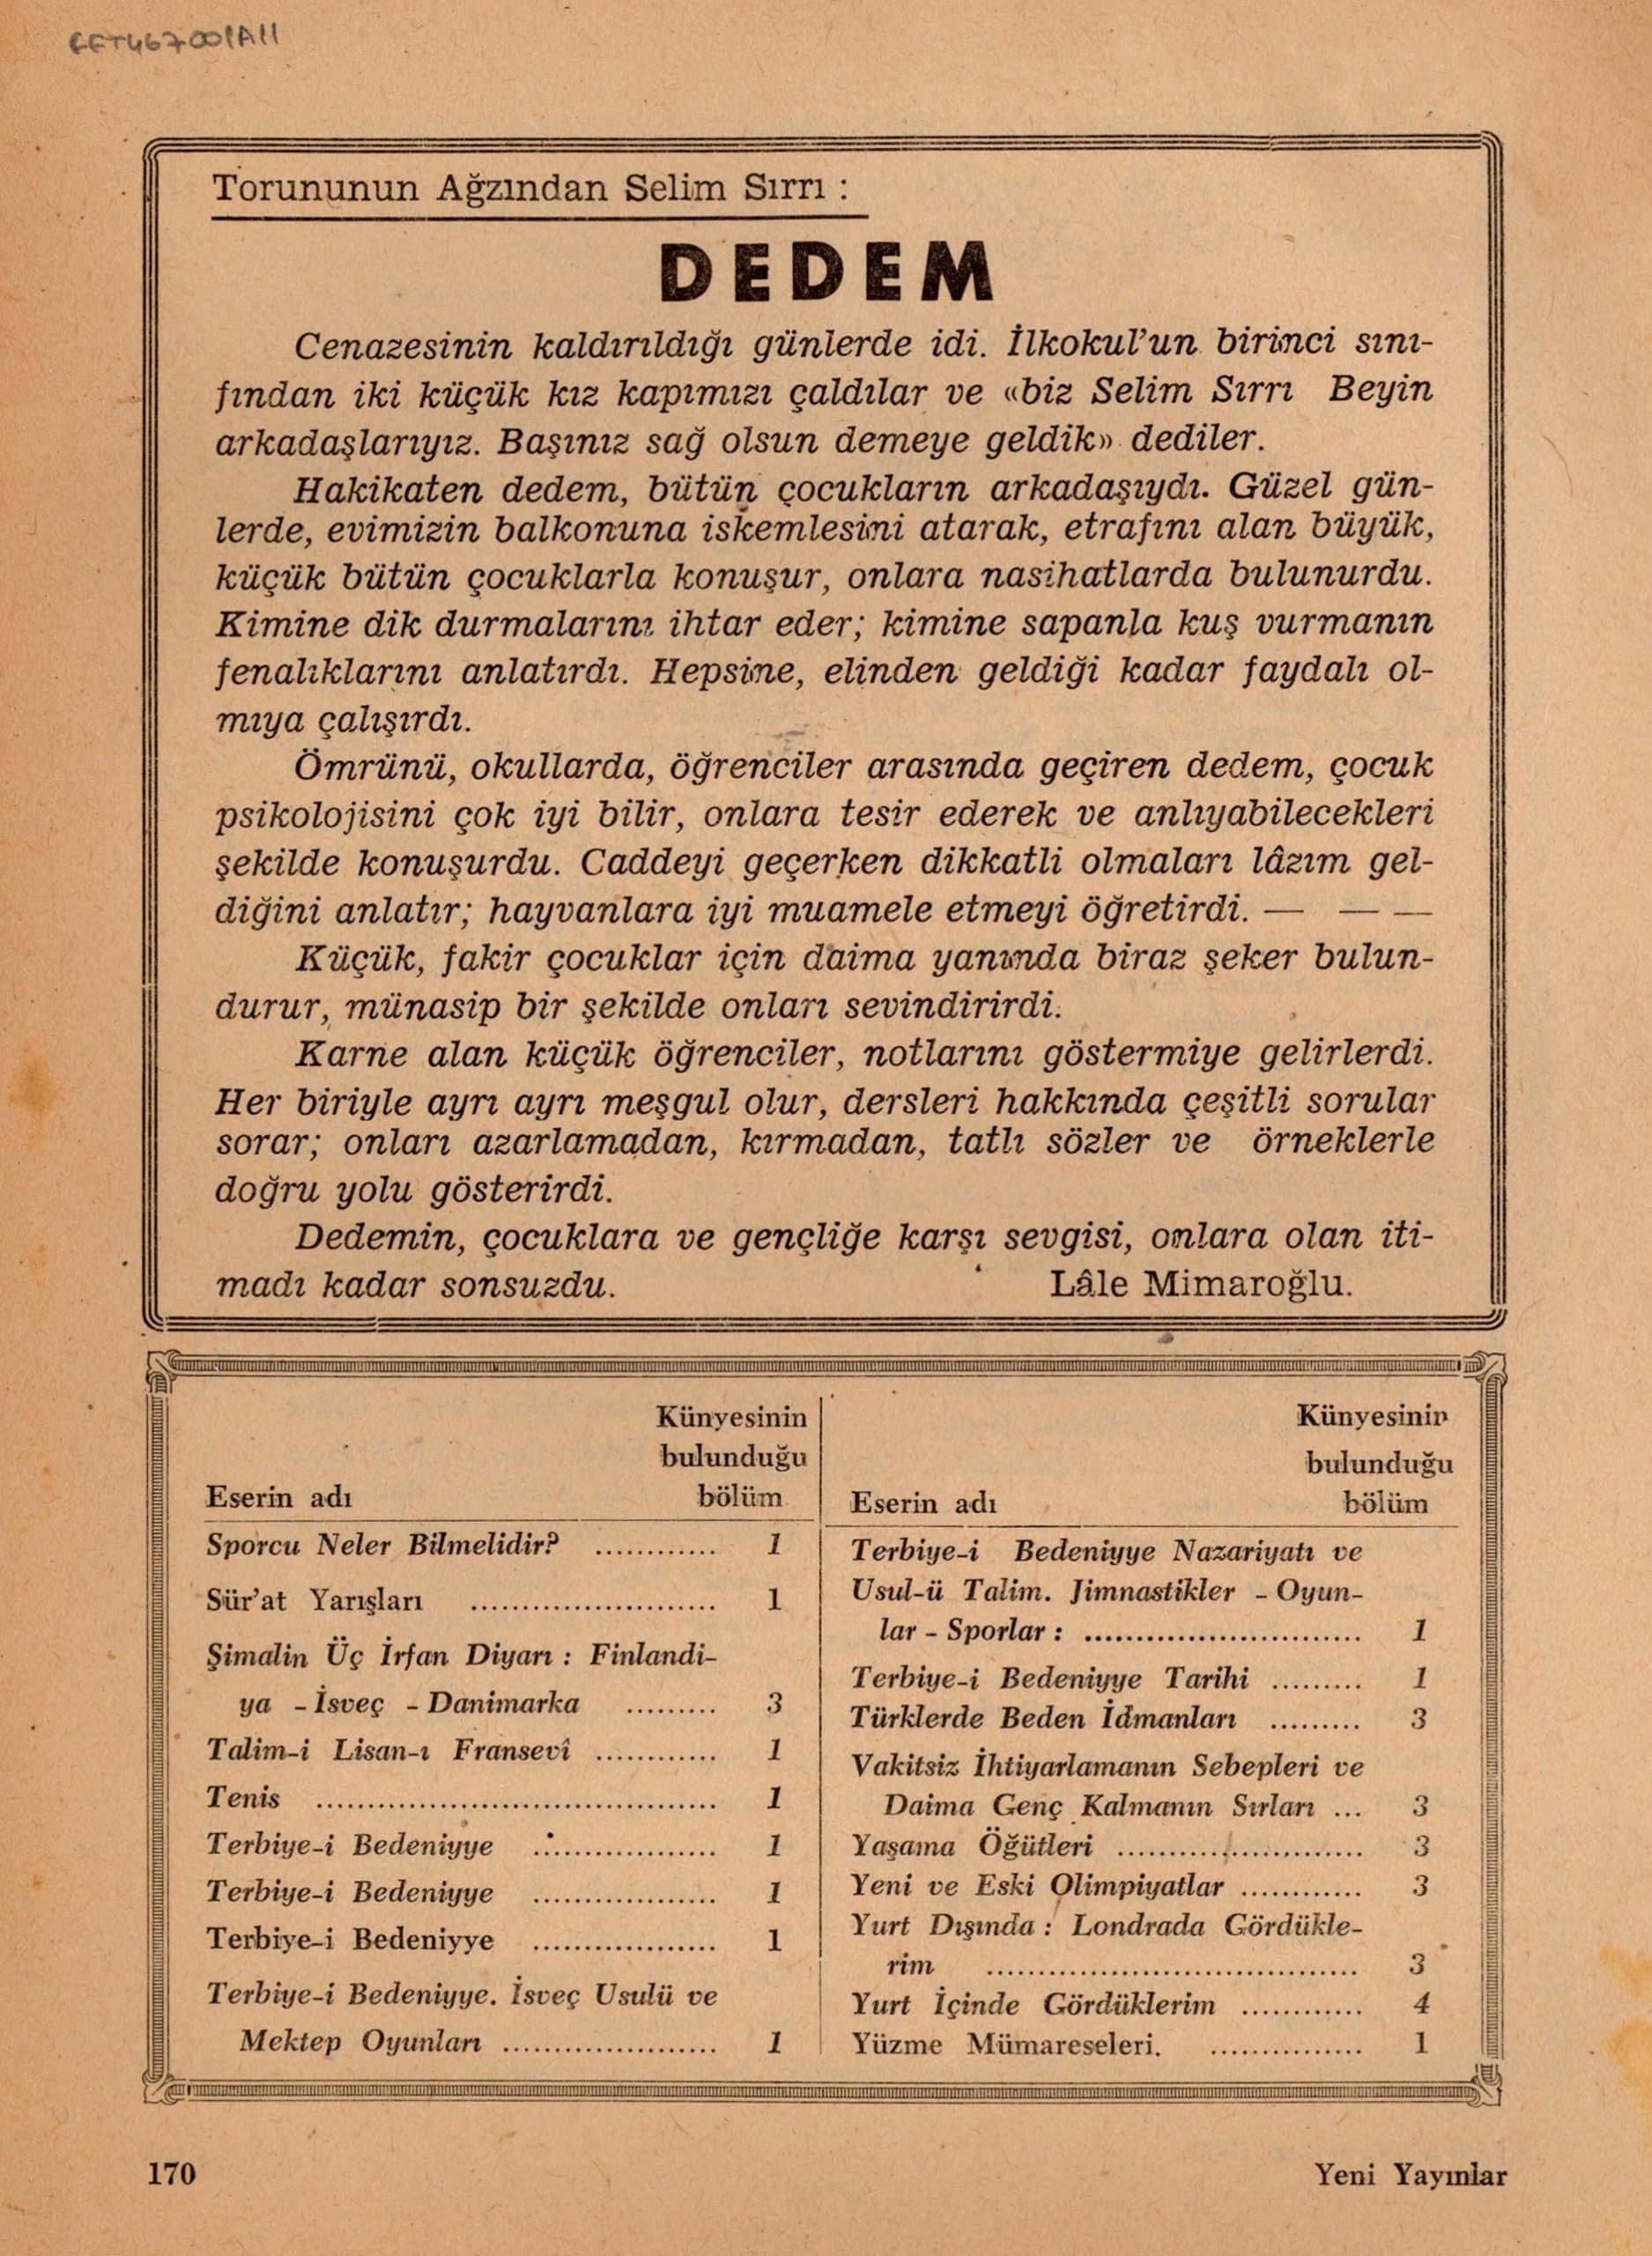 EFT467001A11
Torununun Ağzından Selim Sırrı :
DEDEM
Cenazesinin kaldırıldığı günlerde idi. İlkokul'un birinci sını-
fından iki küçük kız kapımızı çaldılar ve «biz Selim Sırrı Beyin
arkadaşlarıyız. Başınız sağ olsun demeye geldik» dediler.
Hakikaten dedem, bütün çocukların arkadaşıydı. Güzel gün-
lerde, evimizin balkonuna iskemlesini atarak, etrafını alan büyük,
küçük bütün çocuklarla konuşur, onlara nasihatlarda bulunurdu.
Kimine dik durmalarını ihtar eder; kimine sapanla kuş vurmanın
fenalıklarını anlatırdı. Hepsine, elinden geldiği kadar faydalı ol-
mıya çalışırdı.
Ömrünü, okullarda, öğrenciler arasında geçiren dedem, çocuk
psikolojisini çok iyi bilir, onlara tesir ederek ve anlıyabilecekleri
şekilde konuşurdu. Caddeyi geçerken dikkatli olmaları lâzım gel-
diğini anlatır; hayvanlara iyi muamele etmeyi öğretirdi. — — —
Küçük, fakir çocuklar için daima yanında biraz şeker bulun-
durur, münasip bir şekilde onları sevindirirdi.
Karne alan küçük öğrenciler, notlarını göstermiye gelirlerdi.
Her biriyle ayrı ayrı meşgul olur, dersleri hakkında çeşitli sorular
sorar; onları azarlamadan, kırmadan, tatlı sözler ve örneklerle
doğru yolu gösterirdi.
Dedemin, çocuklara ve gençliğe karşı sevgisi, onlara olan iti-
madı kadar sonsuzdu. Lâle Mimaroğlu.
Künyesinin
bulunduğu
Eserin adı bölüm
Sporcu Neler Bilmelidir? ............ 1
Sür'at Yarışları ........................ 1
Şimalin Üç İrfan Diyarı : Finlandi-
ya - İsveç - Danimarka ......... 3
Talim-i Lisan-ı Fransevî ............ 1
Tenis ....................................... 1
Terbiye-i Bedeniyye .................. 1
Terbiye-i Bedeniyye .................. 1
Terbiye-i Bedeniyye .................. 1
Terbiye-i Bedeniyye. İsveç Usulü ve
Mektep Oyunları ..................... 1
Künyesinin
bulunduğu
Eserin adı bölüm
Terbiye-i Bedeniyye Nazariyatı ve
Usul-ü Talim. Jimnastikler - Oyun-
lar - Sporlar : ........................... 1
Terbiye-i Bedeniyye Tarihi ......... 1
Türklerde Beden İdmanları ......... 3
Vakitsiz İhtiyarlamanın Sebepleri ve
Daima Genç Kalmanın Sırları ... 3
Yaşama Öğütleri ........................ 3
Yeni ve Eski Olimpiyatlar ............ 3
Yurt Dışında : Londrada Gördükle-
rim .................................... 3
Yurt İçinde Gördüklerim ............ 4
Yüzme Mümareseleri. ............... 1
170 Yeni Yayınlar